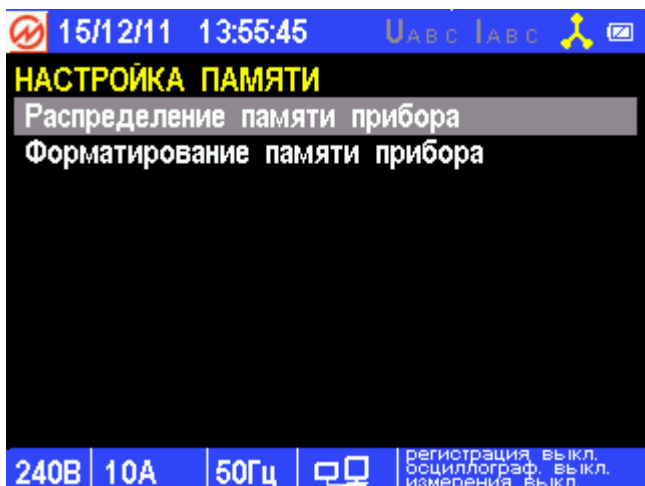 15/12/11 13:55:45 UABC IABC
НАСТРОЙКА ПАМЯТИ
Распределение памяти прибора
Форматирование памяти прибора
240В 10А 50Гц
регистрация выкл.
осциллограф. выкл.
измерения выкл.